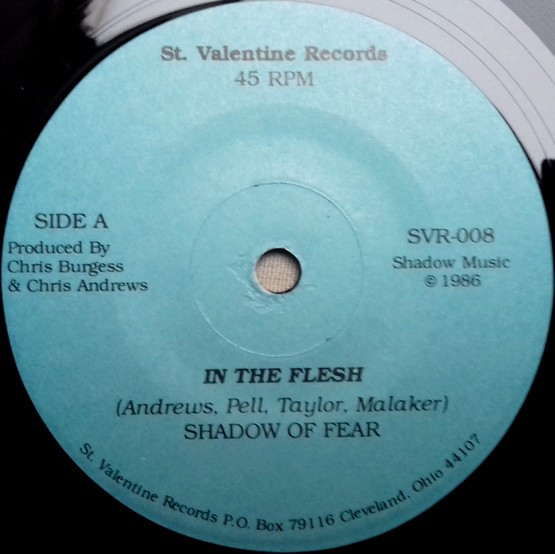 St. Valentine Records
45 RPM
SIDE A
Produced By
Chris Burgess
& Chris Andrews
SVR-008
Shadow Music
© 1986
IN THE FLESH
(Andrews, Pell, Taylor, Malaker)
SHADOW OF FEAR
St. Valentine Records P.O. Box 79116 Cleveland, Ohio 44107